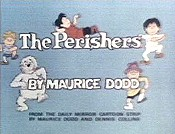 The Perishers
BY MAURICE DODD
FROM THE DAILY MIRROR CARTOON STRIP
BY MAURICE DODD AND DENNIS COLLINS